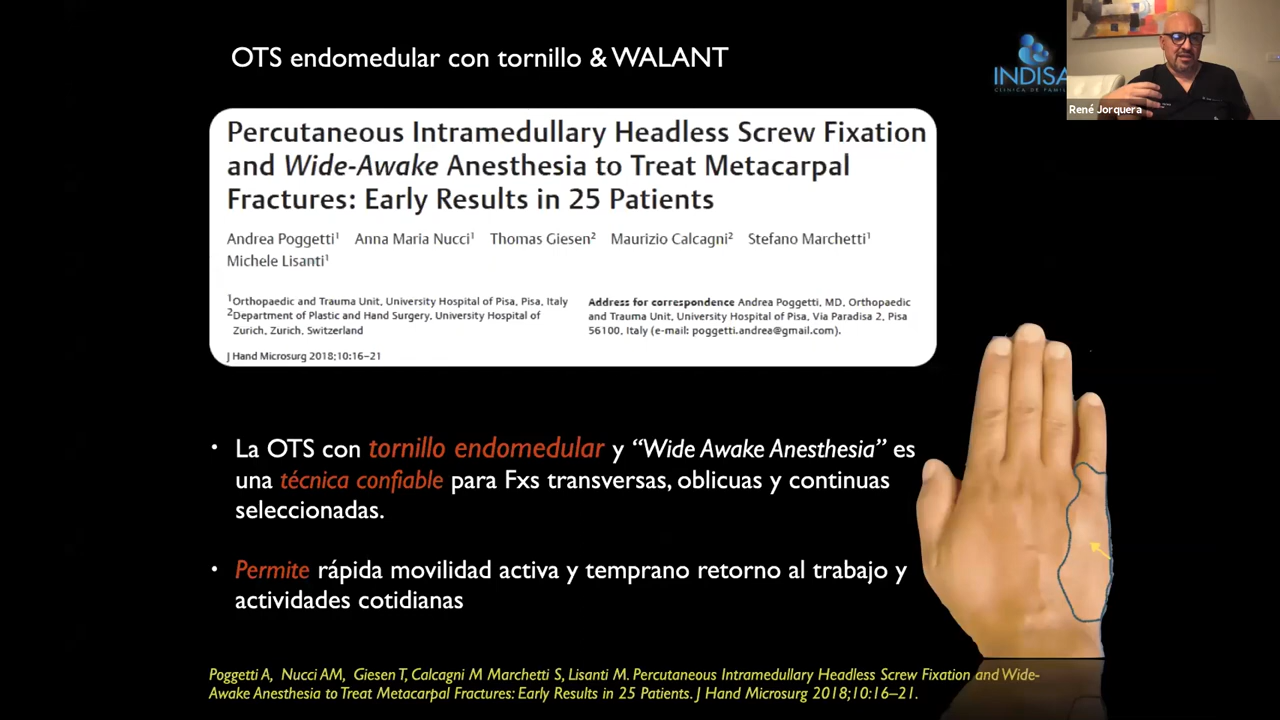 OTS endomedular con tornillo & WALANT
INDISA
René Jorquera
Percutaneous Intramedullary Headless Screw Fixation
and Wide-Awake Anesthesia to Treat Metacarpal
Fractures: Early Results in 25 Patients
Andrea Poggetti¹ Anna Maria Nucci¹ Thomas Giesen² Maurizio Calcagni² Stefano Marchetti¹
Michele Lisanti¹
¹Orthopaedic and Trauma Unit, University Hospital of Pisa, Pisa, Italy
²Department of Plastic and Hand Surgery, University Hospital of
Zurich, Zurich, Switzerland
Address for correspondence Andrea Poggetti, MD, Orthopaedic
and Trauma Unit, University Hospital of Pisa, Via Paradisa 2, Pisa
56100, Italy (e-mail: poggetti.andrea@gmail.com).
J Hand Microsurg 2018;10:16–21
• La OTS con tornillo endomedular y “Wide Awake Anesthesia” es
una técnica confiable para Fxs transversas, oblicuas y continuas
seleccionadas.
• Permite rápida movilidad activa y temprano retorno al trabajo y
actividades cotidianas
Poggetti A, Nucci AM, Giesen T, Calcagni M Marchetti S, Lisanti M. Percutaneous Intramedullary Headless Screw Fixation and Wide-
Awake Anesthesia to Treat Metacarpal Fractures: Early Results in 25 Patients. J Hand Microsurg 2018;10:16–21.